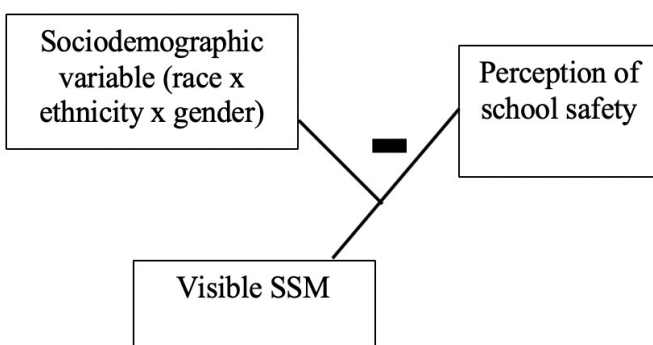 Sociodemographic
variable (race x
ethnicity x gender)
Perception of
school safety
Visible SSM